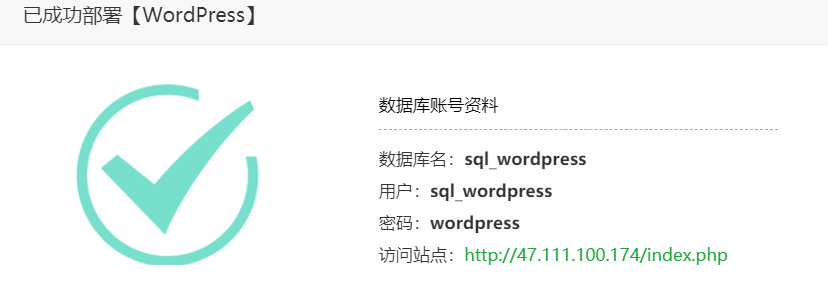 已成功部署【WordPress】
数据库账号资料
数据库名：sql_wordpress
用户：sql_wordpress
密码：wordpress
访问站点：http://47.111.100.174/index.php